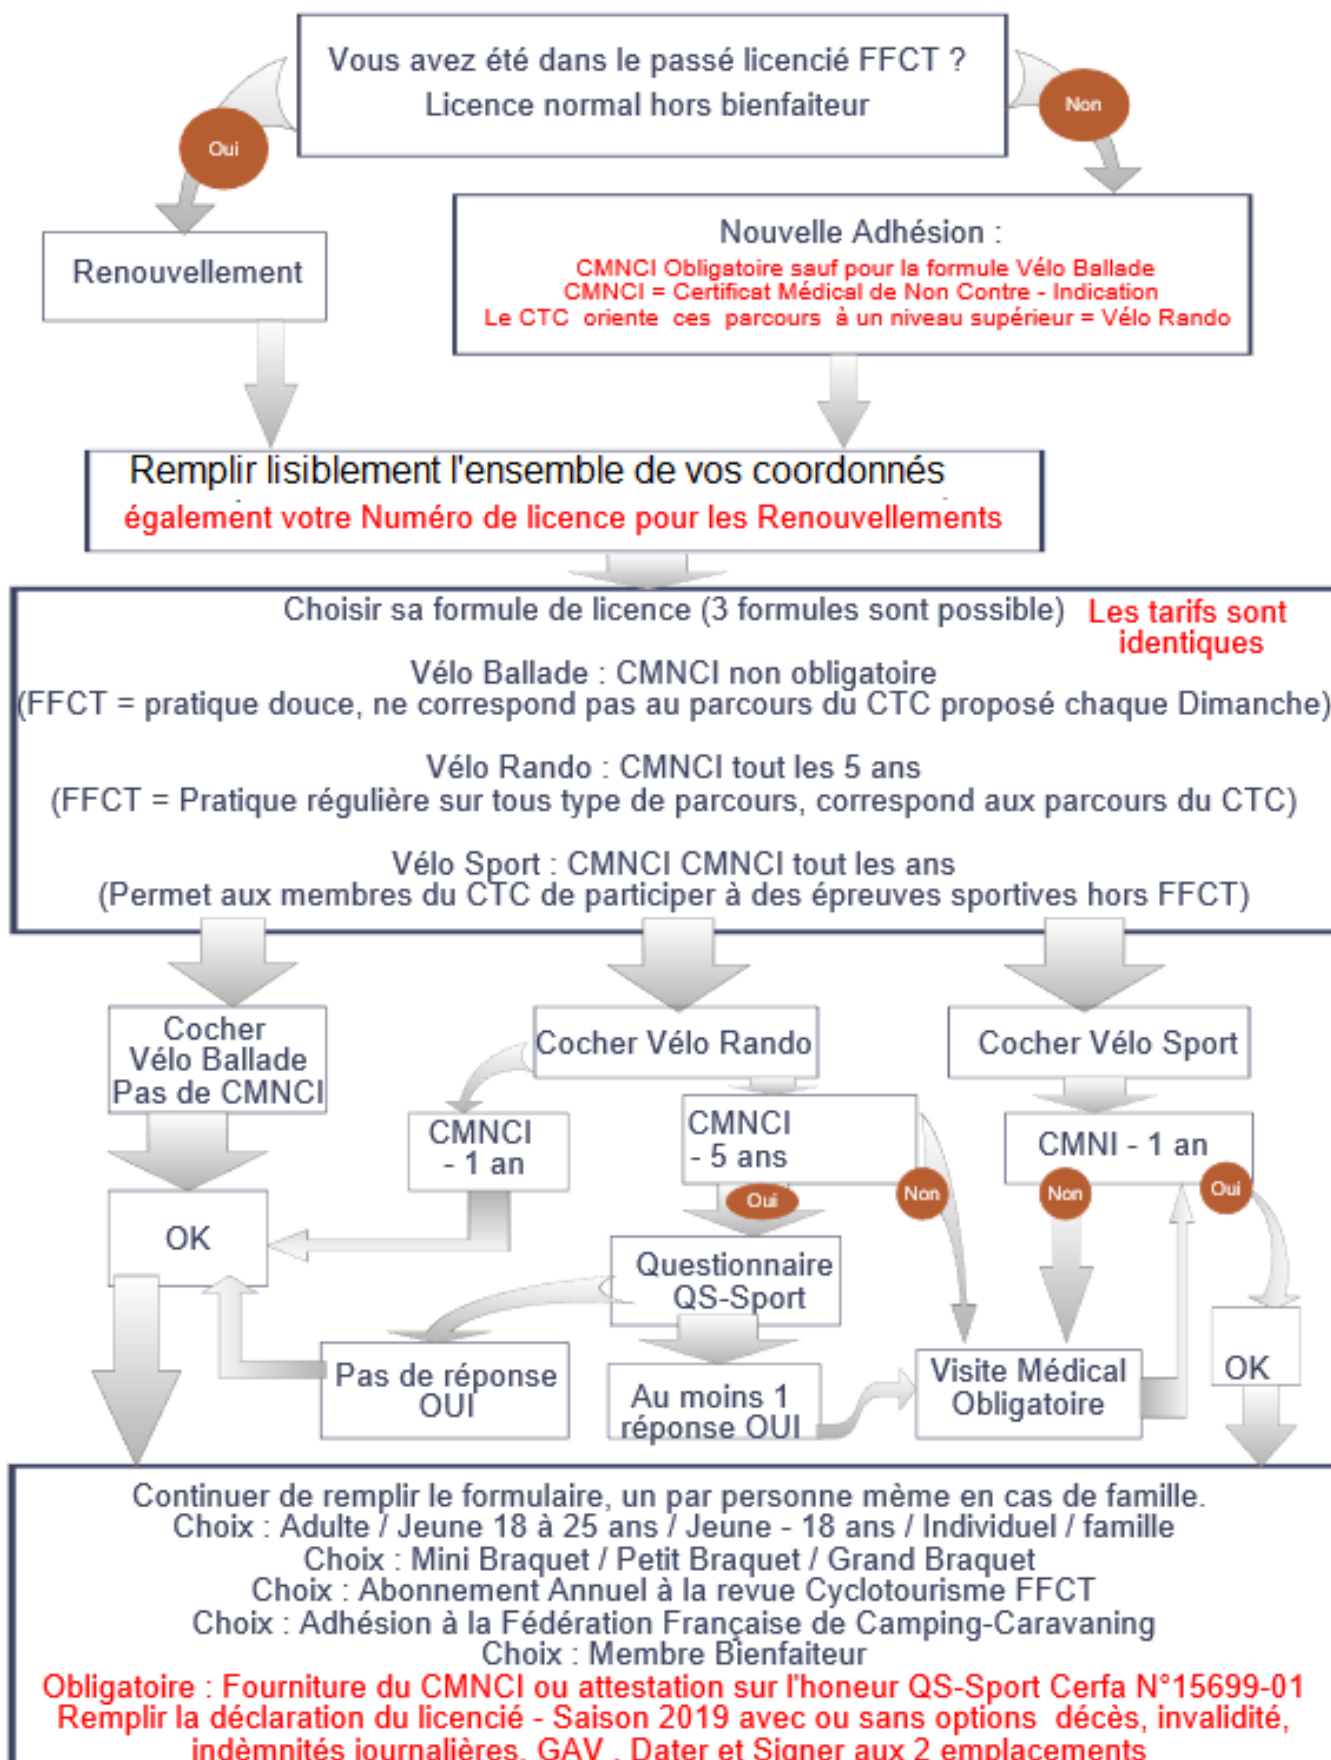 Vous avez été dans le passé licencié FFCT ?
Licence normal hors bienfaiteur
Oui
Non
Renouvellement
Nouvelle Adhésion :
CMNCI Obligatoire sauf pour la formule Vélo Ballade
CMNCI = Certificat Médical de Non Contre - Indication
Le CTC oriente ces parcours à un niveau supérieur = Vélo Rando
Remplir lisiblement l'ensemble de vos coordonnés
également votre Numéro de licence pour les Renouvellements
Choisir sa formule de licence (3 formules sont possible)
Les tarifs sont
identiques
Vélo Ballade : CMNCI non obligatoire
(FFCT = pratique douce, ne correspond pas au parcours du CTC proposé chaque Dimanche)
Vélo Rando : CMNCI tout les 5 ans
(FFCT = Pratique régulière sur tous type de parcours, correspond aux parcours du CTC)
Vélo Sport : CMNCI CMNCI tout les ans
(Permet aux membres du CTC de participer à des épreuves sportives hors FFCT)
Cocher
Vélo Ballade
Pas de CMNCI
Cocher Vélo Rando
Cocher Vélo Sport
CMNCI
- 1 an
CMNCI
- 5 ans
CMNI - 1 an
Oui
Non
Non
Oui
OK
Questionnaire
QS-Sport
Pas de réponse
OUI
Au moins 1
réponse OUI
Visite Médical
Obligatoire
OK
Continuer de remplir le formulaire, un par personne mème en cas de famille.
Choix : Adulte / Jeune 18 à 25 ans / Jeune - 18 ans / Individuel / famille
Choix : Mini Braquet / Petit Braquet / Grand Braquet
Choix : Abonnement Annuel à la revue Cyclotourisme FFCT
Choix : Adhésion à la Fédération Française de Camping-Caravaning
Choix : Membre Bienfaiteur
Obligatoire : Fourniture du CMNCI ou attestation sur l'honeur QS-Sport Cerfa N°15699-01
Remplir la déclaration du licencié - Saison 2019 avec ou sans options décès, invalidité,
indèmnités journalières, GAV . Dater et Signer aux 2 emplacements